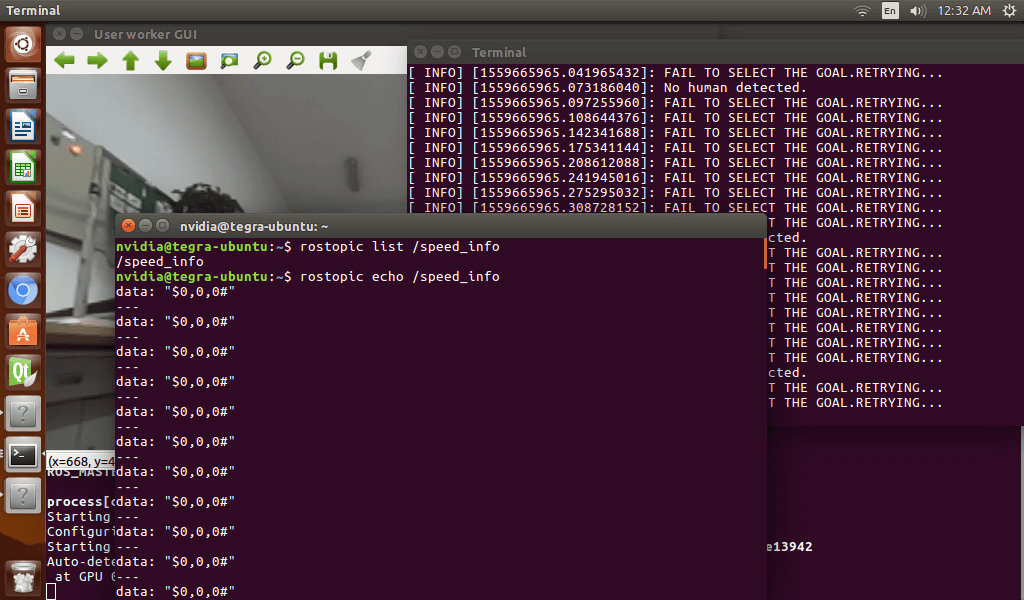 Terminal
En
12:32 AM
User worker GUI
Terminal
[ INFO] [1559665965.041965432]: FAIL TO SELECT THE GOAL.RETRYING...
[ INFO] [1559665965.073186040]: No human detected.
[ INFO] [1559665965.097255960]: FAIL TO SELECT THE GOAL.RETRYING...
[ INFO] [1559665965.108644376]: FAIL TO SELECT THE GOAL.RETRYING...
[ INFO] [1559665965.142341688]: FAIL TO SELECT THE GOAL.RETRYING...
[ INFO] [1559665965.175341144]: FAIL TO SELECT THE GOAL.RETRYING...
[ INFO] [1559665965.208612088]: FAIL TO SELECT THE GOAL.RETRYING...
[ INFO] [1559665965.241945016]: FAIL TO SELECT THE GOAL.RETRYING...
[ INFO] [1559665965.275295032]: FAIL TO SELECT THE GOAL.RETRYING...
[ INFO] [1559665965.308728152]: FAIL TO SELECT THE GOAL.RETRYING...
T THE GOAL.RETRYING...
cted.
T THE GOAL.RETRYING...
T THE GOAL.RETRYING...
T THE GOAL.RETRYING...
T THE GOAL.RETRYING...
T THE GOAL.RETRYING...
T THE GOAL.RETRYING...
T THE GOAL.RETRYING...
T THE GOAL.RETRYING...
cted.
T THE GOAL.RETRYING...
T THE GOAL.RETRYING...
nvidia@tegra-ubuntu: ~
nvidia@tegra-ubuntu:~$ rostopic list /speed_info
/speed_info
nvidia@tegra-ubuntu:~$ rostopic echo /speed_info
data: "$0,0,0#"
---
data: "$0,0,0#"
---
data: "$0,0,0#"
---
data: "$0,0,0#"
---
data: "$0,0,0#"
---
data: "$0,0,0#"
---
data: "$0,0,0#"
---
data: "$0,0,0#"
---
data: "$0,0,0#"
---
data: "$0,0,0#"
---
data: "$0,0,0#"
(x=668, y=4
ROS_MAST
process[
Starting
Configuri
Starting
e13942
Auto-dete
at GPU